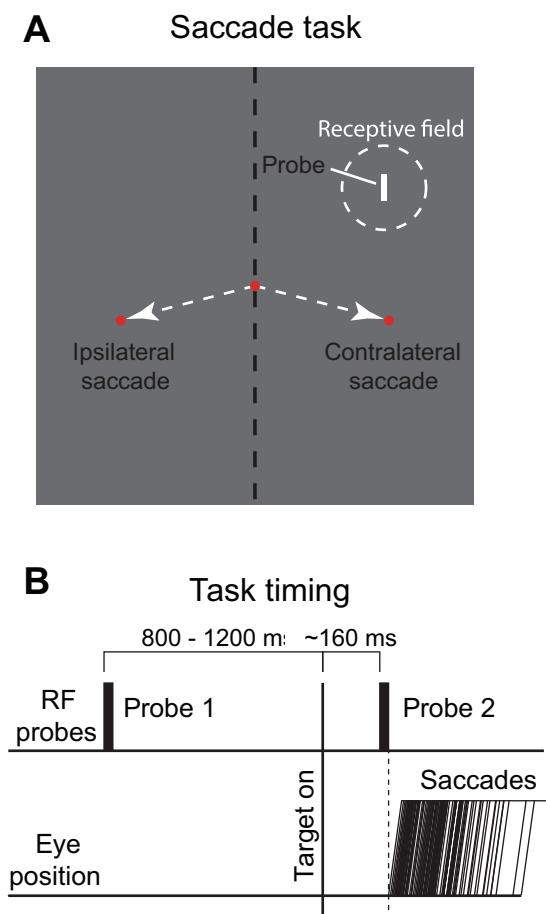 A
Saccade task
Receptive field
Probe
Ipsilateral
saccade
Contralateral
saccade
B
Task timing
800 - 1200 m
~160 ms
RF
probes
Probe 1
Probe 2
Target on
Saccades
Eye
position